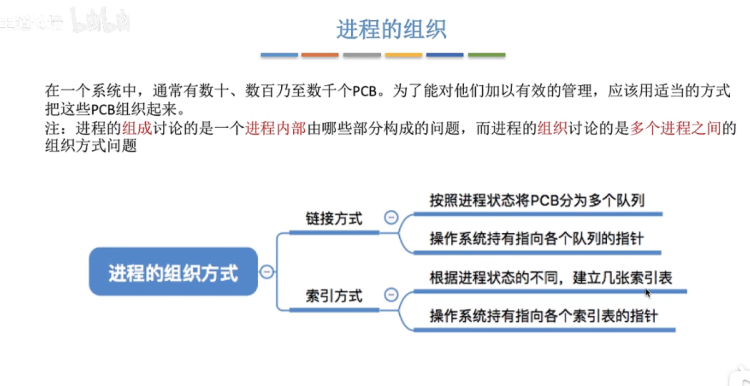 进程的组织
在一个系统中，通常有数十、数百乃至数千个PCB。为了能对他们加以有效的管理，应该用适当的方式
把这些PCB组织起来。
注：进程的组成讨论的是一个进程内部由哪些部分构成的问题，而进程的组织讨论的是多个进程之间的
组织方式问题
进程的组织方式
链接方式
按照进程状态将PCB分为多个队列
操作系统持有指向各个队列的指针
索引方式
根据进程状态的不同，建立几张索引表
操作系统持有指向各个索引表的指针